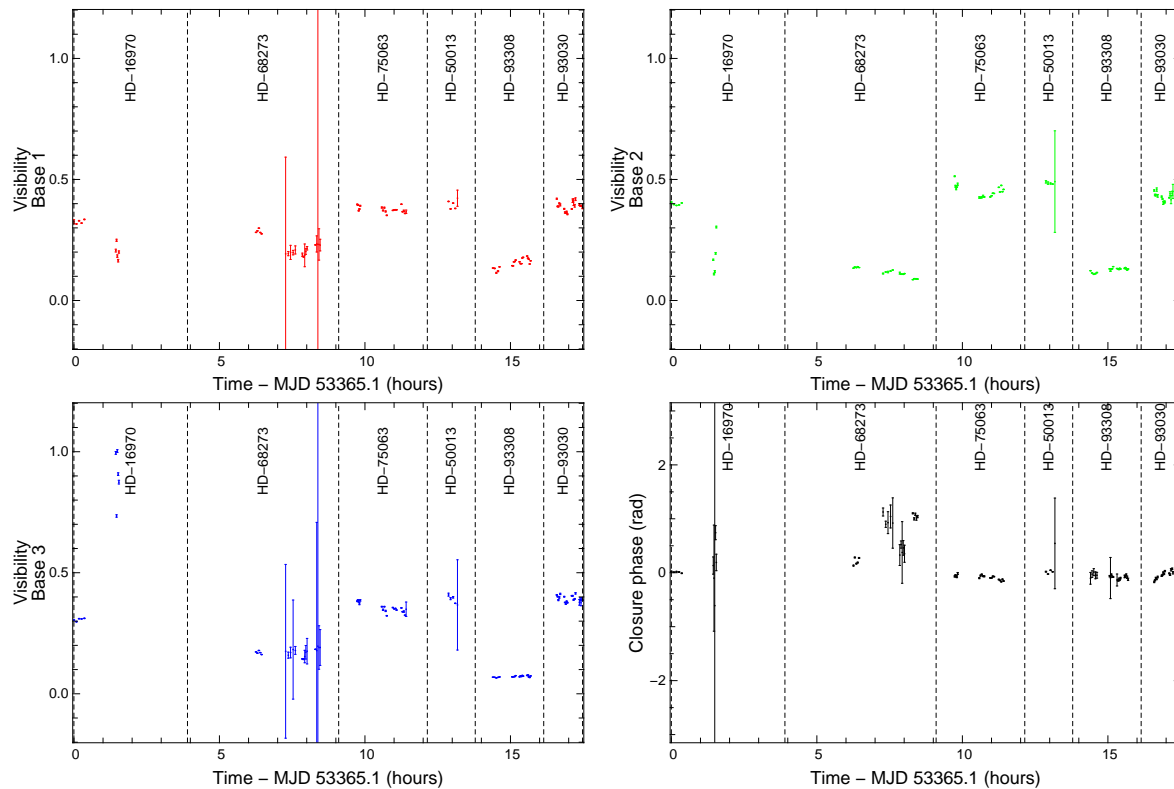 HD−16970
HD−68273
HD−75063
HD−50013
HD−93308
HD−93030
1.0
0.5
0.0
Visibility
Base 1
0
5
10
15
Time − MJD 53365.1 (hours)
HD−16970
HD−68273
HD−75063
HD−50013
HD−93308
HD−93030
1.0
0.5
0.0
Visibility
Base 2
0
5
10
15
Time − MJD 53365.1 (hours)
HD−16970
HD−68273
HD−75063
HD−50013
HD−93308
HD−93030
1.0
0.5
0.0
Visibility
Base 3
0
5
10
15
Time − MJD 53365.1 (hours)
HD−16970
HD−68273
HD−75063
HD−50013
HD−93308
HD−93030
2
0
−2
Closure phase (rad)
0
5
10
15
Time − MJD 53365.1 (hours)